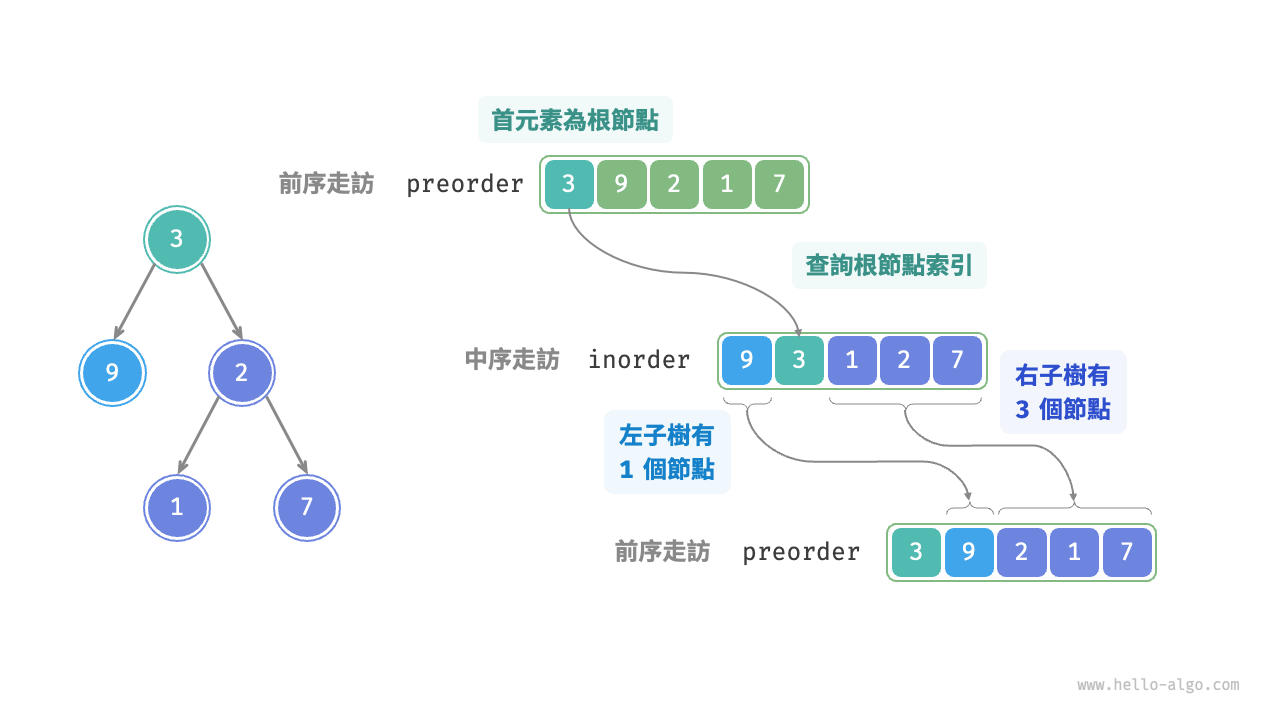 首元素為根節點
前序走訪 preorder 3 9 2 1 7
3
查詢根節點索引
9 2
中序走訪 inorder 9 3 1 2 7
右子樹有
3 個節點
左子樹有
1 個節點
1 7
前序走訪 preorder 3 9 2 1 7
www.hello-algo.com